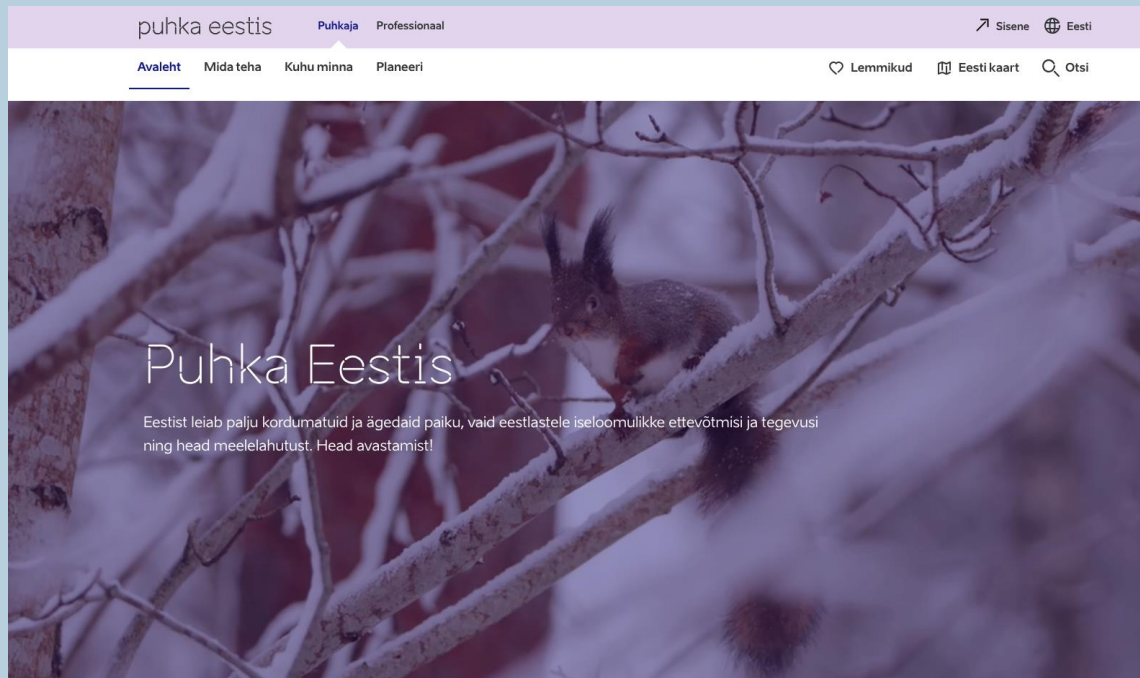 puhka eestis Puhkaja Professionaal Sisene Eesti
Avaleht Mida teha Kuhu minna Planeeri Lemmikud Eesti kaart Otsi
Puhka Eestis
Eestist leiab palju kordumatuid ja ägedaid paiku, vaid eestlastele iseloomulikke ettevõtmisi ja tegevusi
ning head meelelahutust. Head avastamist!